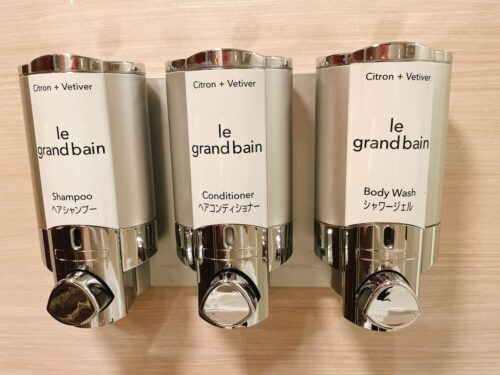 Citron + Vetiver
le
grand bain
Shampoo
ヘアシャンプー
Citron + Vetiver
le
grand bain
Conditioner
ヘアコンディショナー
Citron + Vetiver
le
grand bain
Body Wash
シャワージェル